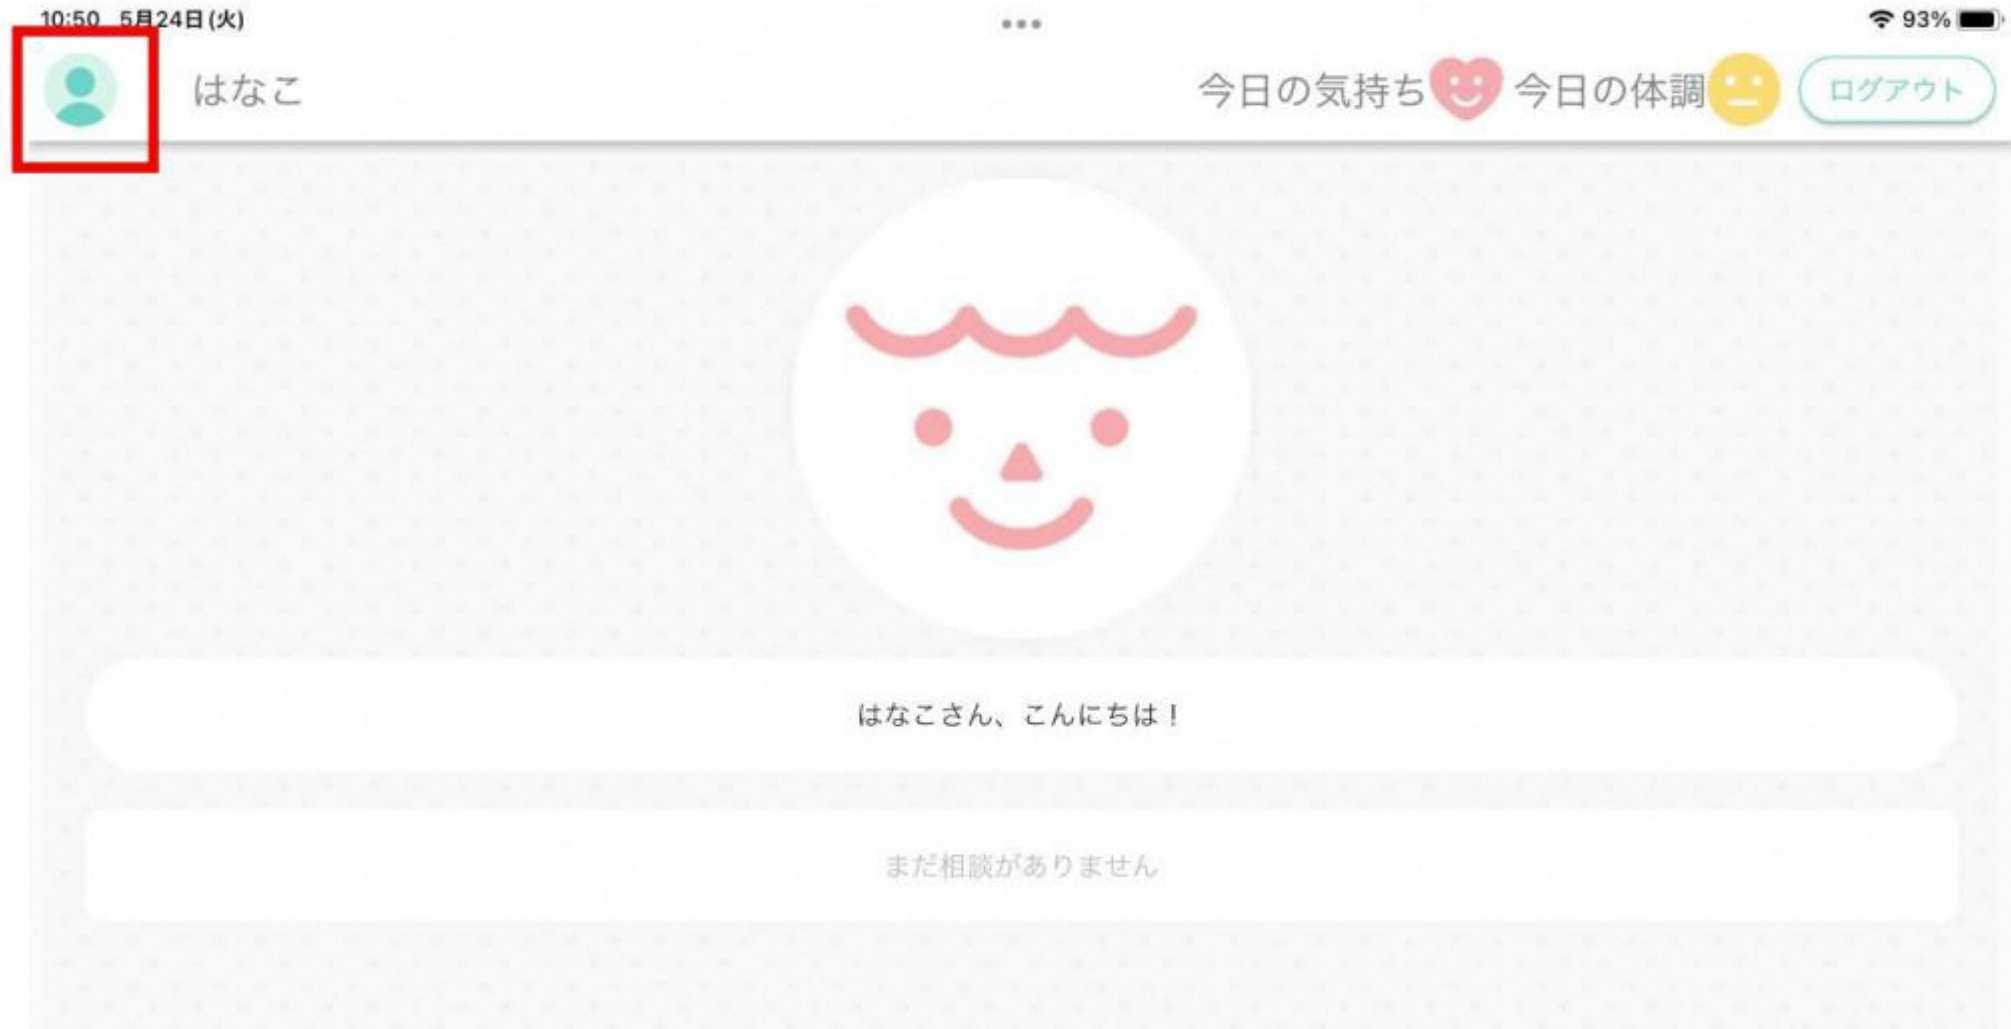 10:50 5月24日(火) 93%
はなこ 今日の気持ち 今日の体調 ログアウト
はなこさん、こんにちは！
まだ相談がありません